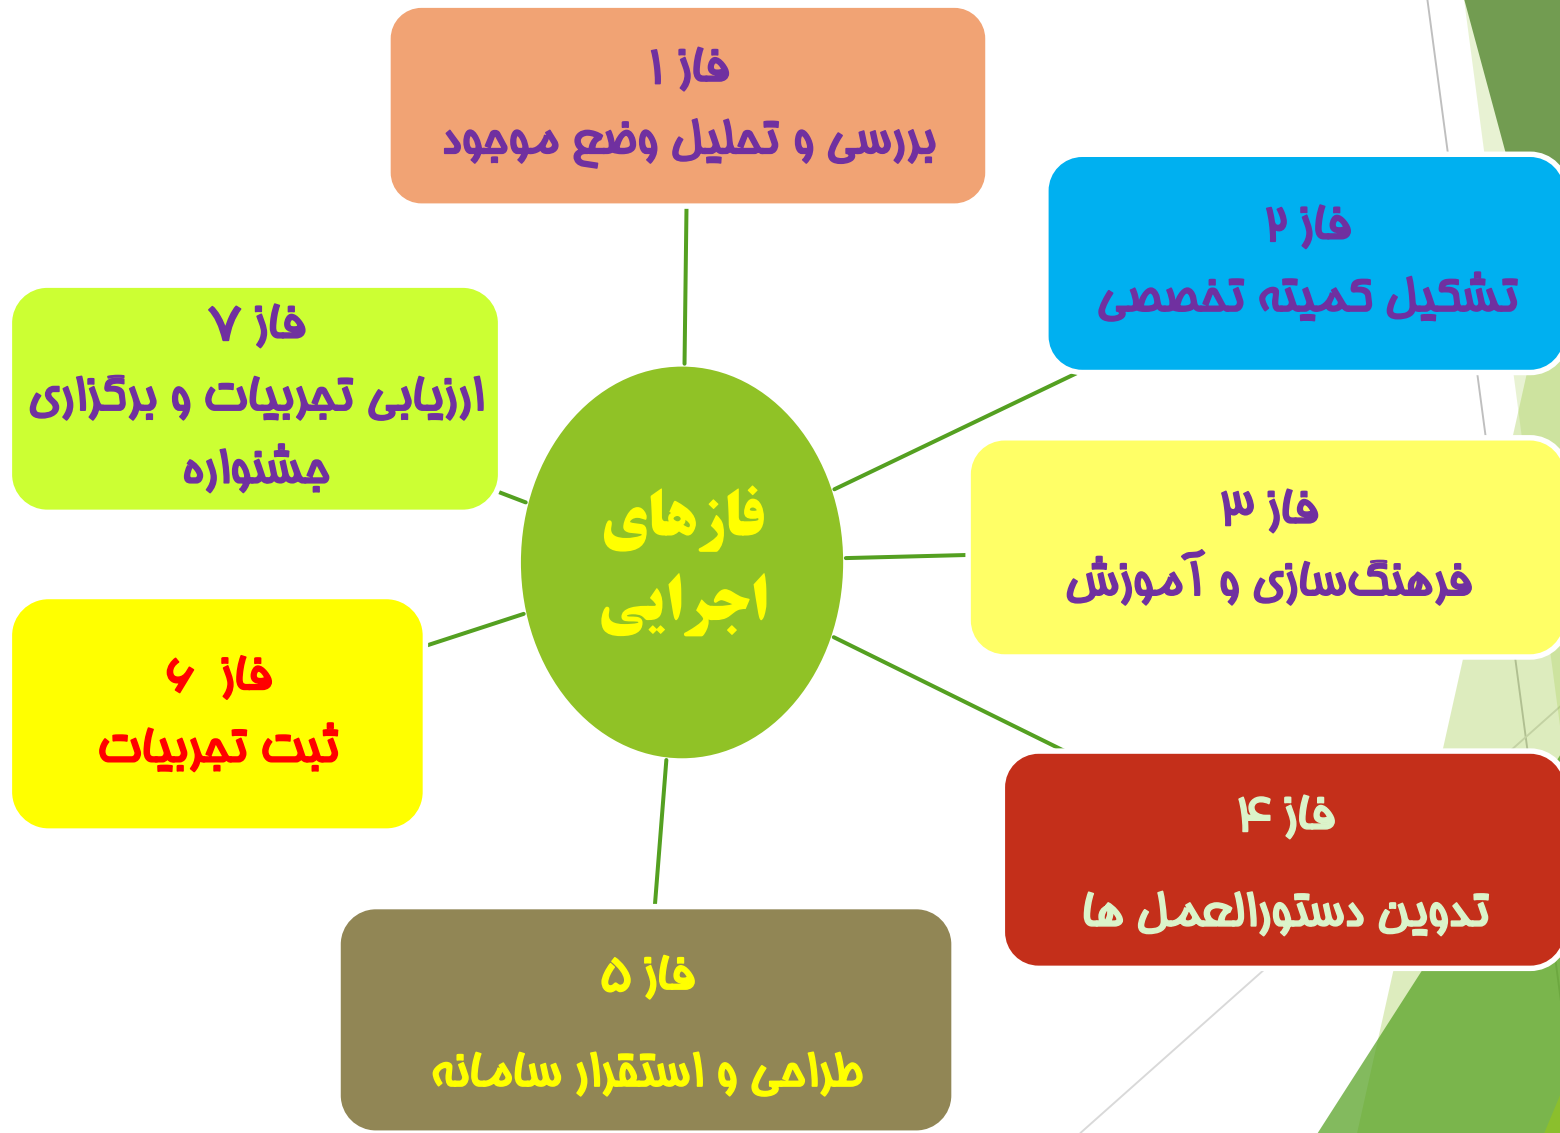 فاز ۱
بررسی و تحلیل وضع موجود
فاز ۲
تشکیل کمیته تخصصی
فاز ۳
فرهنگ‌سازی و آموزش
فاز ۴
تدوین دستورالعمل ها
فاز ۵
طراحی و استقرار سامانه
فاز ۶
ثبت تجربیات
فاز ۷
ارزیابی تجربیات و برگزاری
جشنواره
فازهای
اجرایی